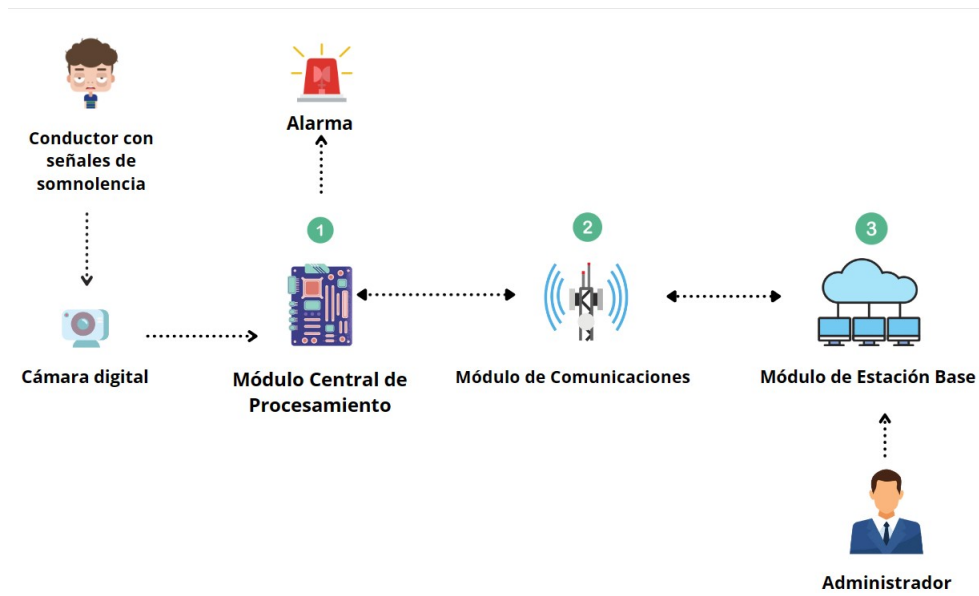 Conductor con
señales de
somnolencia
Alarma
1
2
3
Cámara digital
Módulo Central de
Procesamiento
Módulo de Comunicaciones
Módulo de Estación Base
Administrador